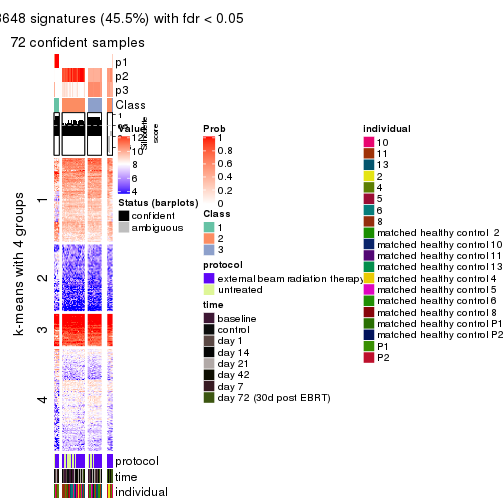 3648 signatures (45.5%) with fdr < 0.05
72 confident samples
p1
p2
p3
Class
1
0.5
0
Silhouette
score
k-means with 4 groups
1
2
3
4
protocol
time
individual
Value
12
10
8
6
4
Status (barplots)
confident
ambiguous
Prob
1
0.8
0.6
0.4
0.2
0
Class
1
2
3
protocol
external beam radiation therapy
untreated
time
baseline
control
day 1
day 14
day 21
day 42
day 7
day 72 (30d post EBRT)
individual
10
11
13
2
4
5
6
8
matched healthy control 2
matched healthy control 10
matched healthy control 11
matched healthy control 13
matched healthy control 4
matched healthy control 5
matched healthy control 6
matched healthy control 8
matched healthy control P1
matched healthy control P2
P1
P2